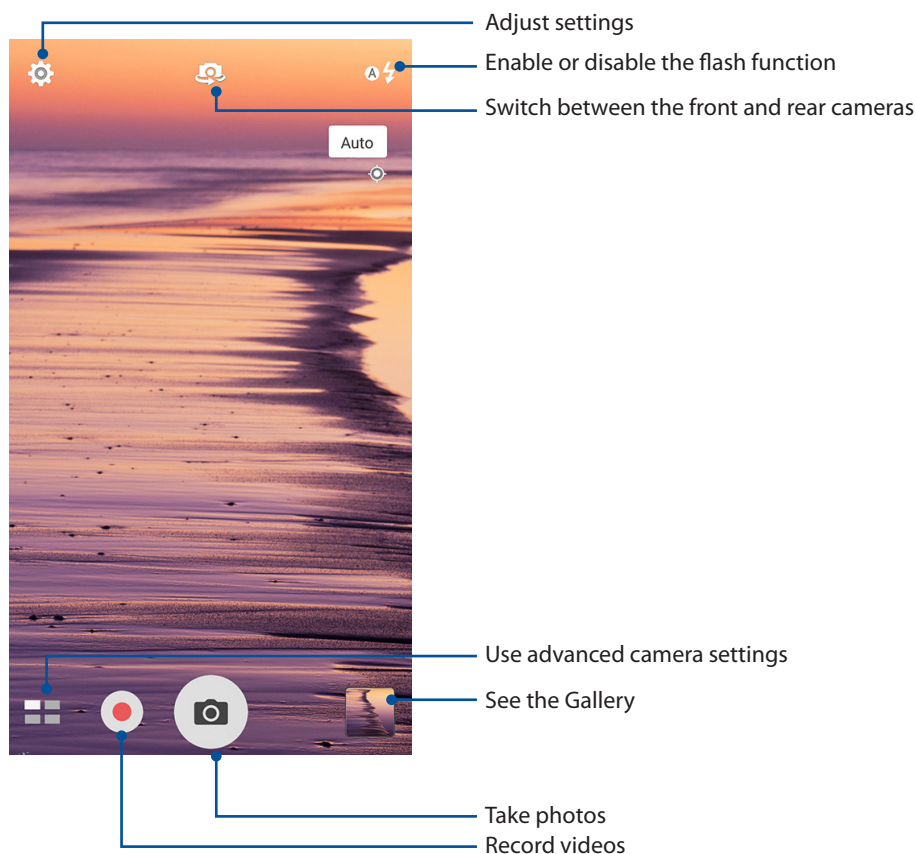 Adjust settings
Enable or disable the flash function
A
Switch between the front and rear cameras
Auto
Use advanced camera settings
See the Gallery
Take photos
Record videos